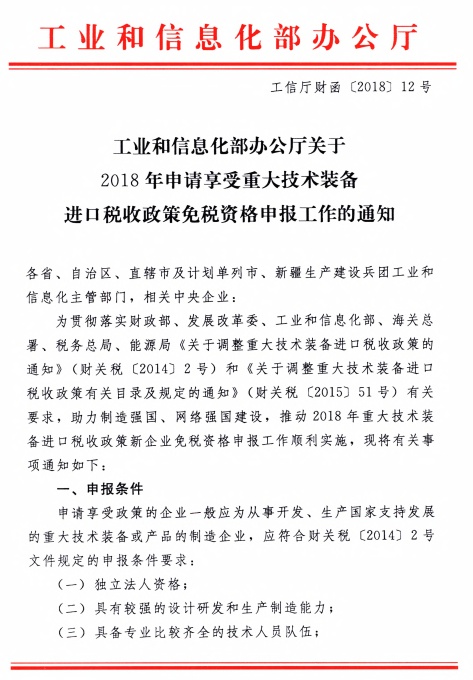 工业和信息化部办公厅
工信厅财函〔2018〕12号
工业和信息化部办公厅关于
2018年申请享受重大技术装备
进口税收政策免税资格申报工作的通知
各省、自治区、直辖市及计划单列市、新疆生产建设兵团工业和
信息化主管部门，相关中央企业：
为贯彻落实财政部、发展改革委、工业和信息化部、海关总
署、税务总局、能源局《关于调整重大技术装备进口税收政策的
通知》（财关税〔2014〕2号）和《关于调整重大技术装备进口
税收政策有关目录及规定的通知》（财关税〔2015〕51号）有关
要求，助力制造强国、网络强国建设，推动2018年重大技术装
备进口税收政策新企业免税资格申报工作顺利实施，现将有关事
项通知如下：
一、申报条件
申请享受政策的企业一般应为从事开发、生产国家支持发展
的重大技术装备或产品的制造企业，应符合财关税〔2014〕2号
文件规定的申报条件要求：
（一）独立法人资格；
（二）具有较强的设计研发和生产制造能力；
（三）具备专业比较齐全的技术人员队伍；